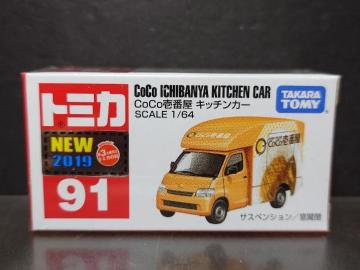 トミカ
CoCo ICHIBANYA KITCHEN CAR
CoCo壱番屋 キッチンカー
SCALE 1/64
TAKARA
TOMY
NEW
2019
91
CoCo壱番屋
サスペンション/窓開閉